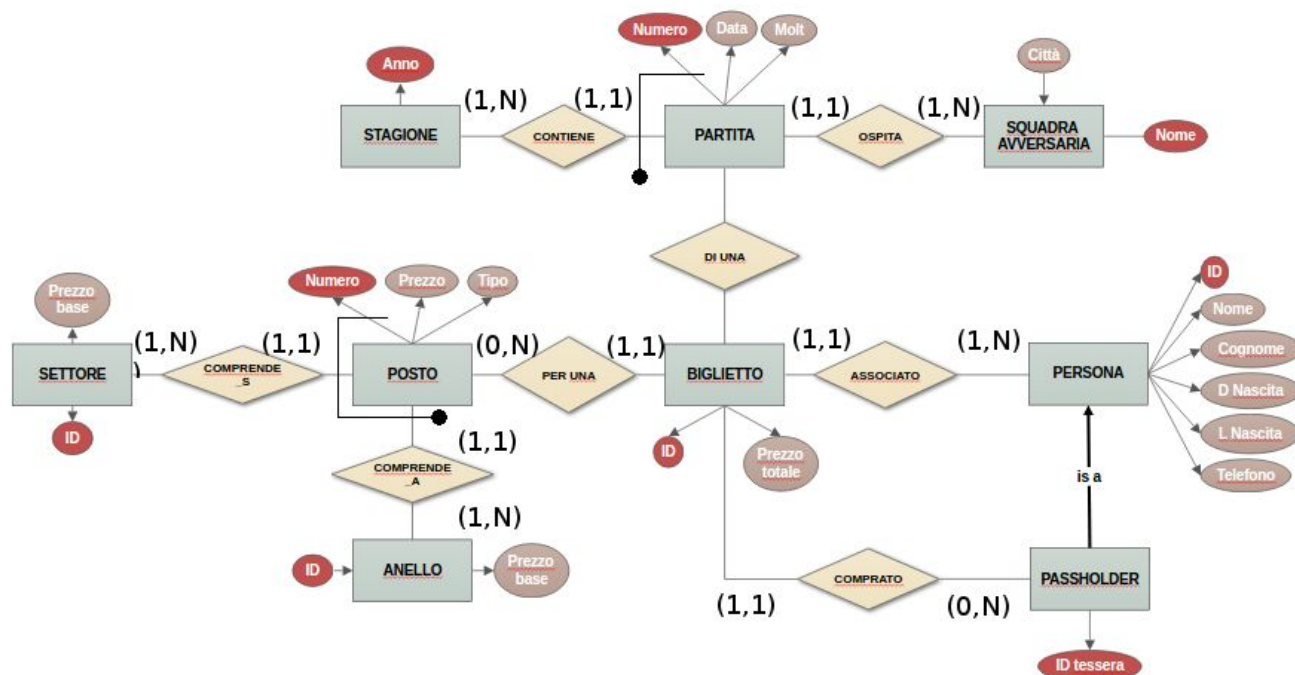 Numero
Data
Molt
Città
Anno
(1,N)
(1,1)
(1,1)
(1,N)
STAGIONE
CONTIENE
PARTITA
OSPITA
SQUADRA
AVVERSARIA
Nome
DI UNA
Prezzo
base
Numero
Prezzo
Tipo
ID
Nome
(1,N)
(1,1)
(0,N)
(1,1)
(1,1)
(1,N)
Cognome
SETTORE
)
COMPRENDE
_S
POSTO
PER UNA
BIGLIETTO
ASSOCIATO
PERSONA
D Nascita
L Nascita
Telefono
ID
(1,1)
ID
Prezzo
totale
COMPRENDE
_A
is a
(1,N)
ID
ANELLO
Prezzo
base
COMPRATO
PASSHOLDER
(1,1)
(0,N)
ID tessera